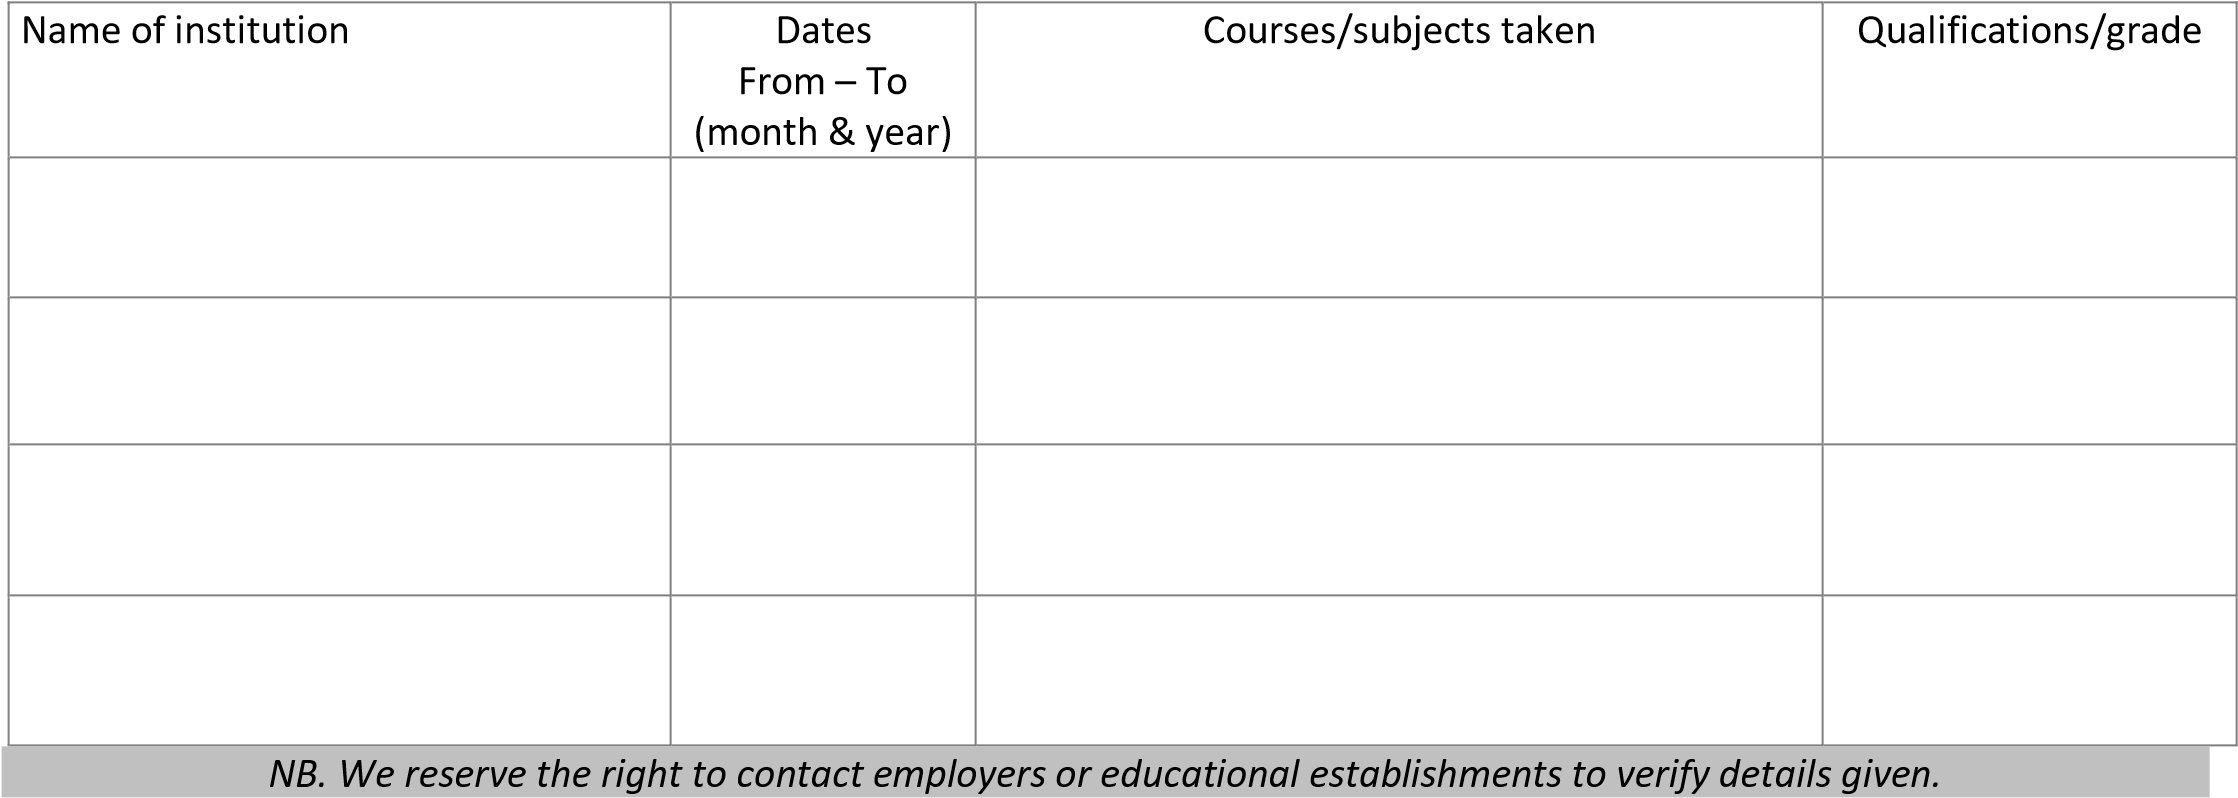 Name of institution
Dates
From – To
(month & year)
Courses/subjects taken
Qualifications/grade
NB. We reserve the right to contact employers or educational establishments to verify details given.